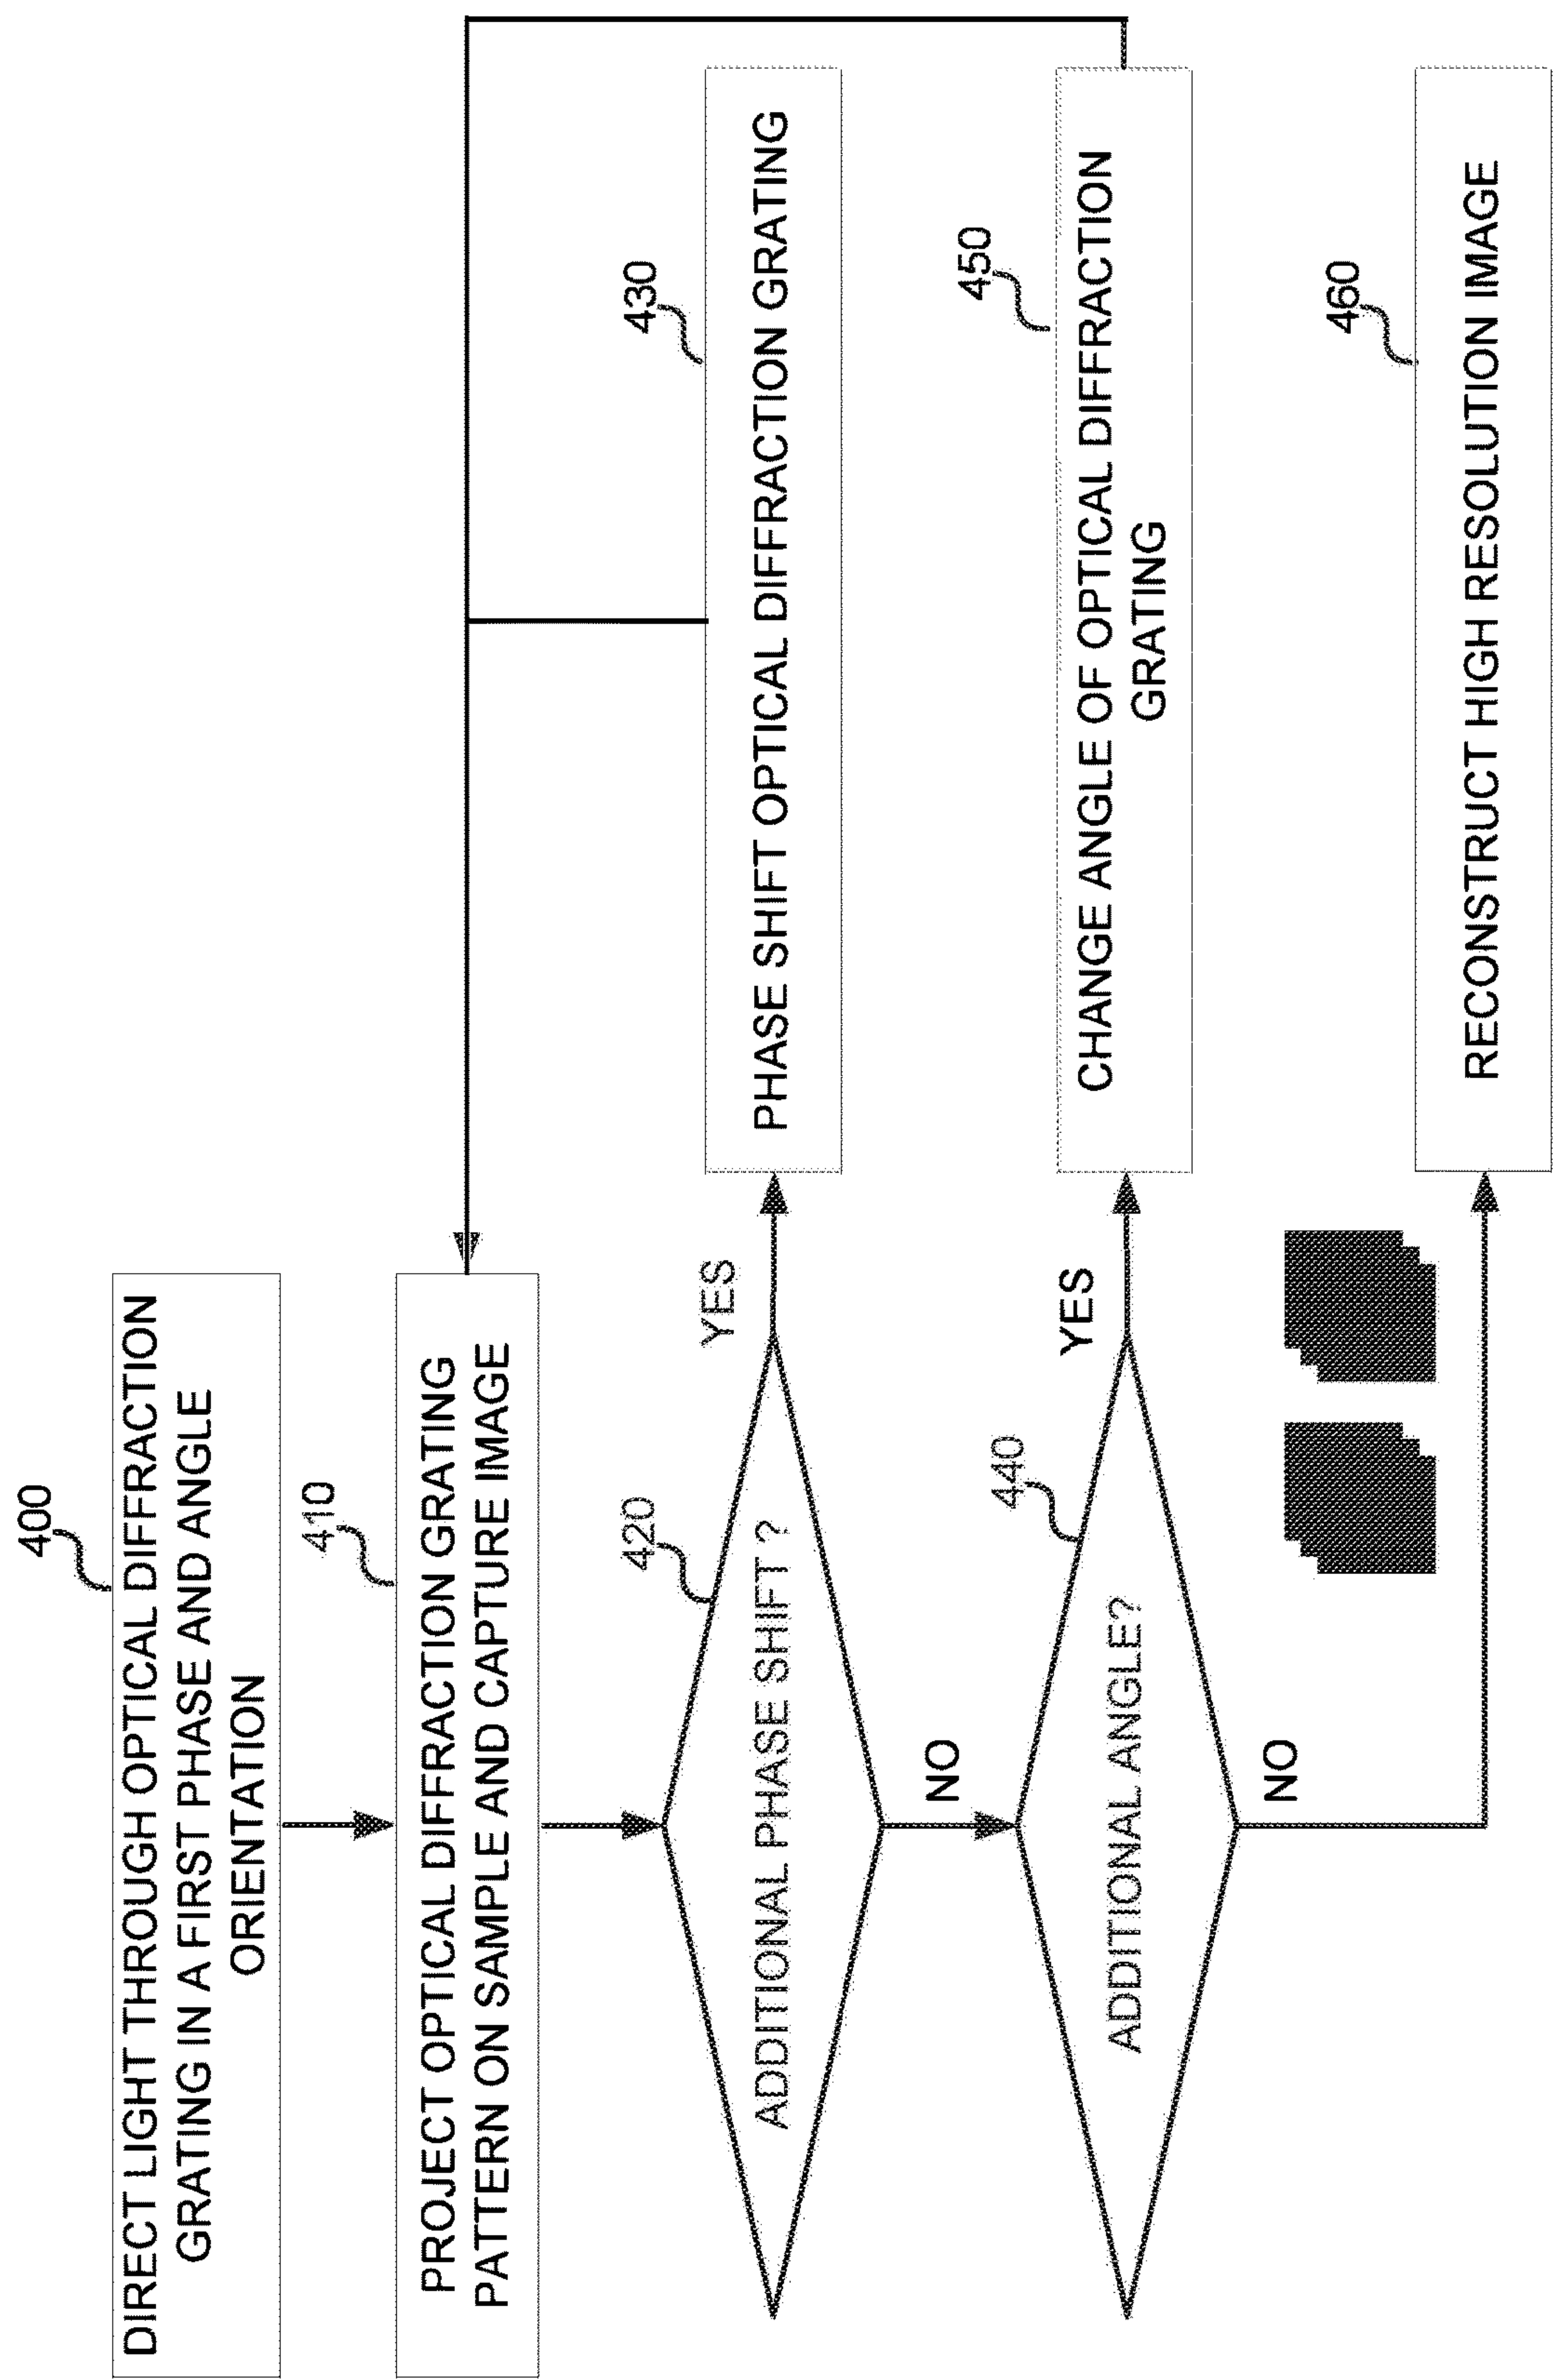 400
DIRECT LIGHT THROUGH OPTICAL DIFFRACTION
GRATING IN A FIRST PHASE AND ANGLE
ORIENTATION
410
PROJECT OPTICAL DIFFRACTION GRATING
PATTERN ON SAMPLE AND CAPTURE IMAGE
420
ADDITIONAL PHASE SHIFT ?
YES
430
PHASE SHIFT OPTICAL DIFFRACTION GRATING
NO
440
ADDITIONAL ANGLE?
YES
450
CHANGE ANGLE OF OPTICAL DIFFRACTION
GRATING
NO
460
RECONSTRUCT HIGH RESOLUTION IMAGE